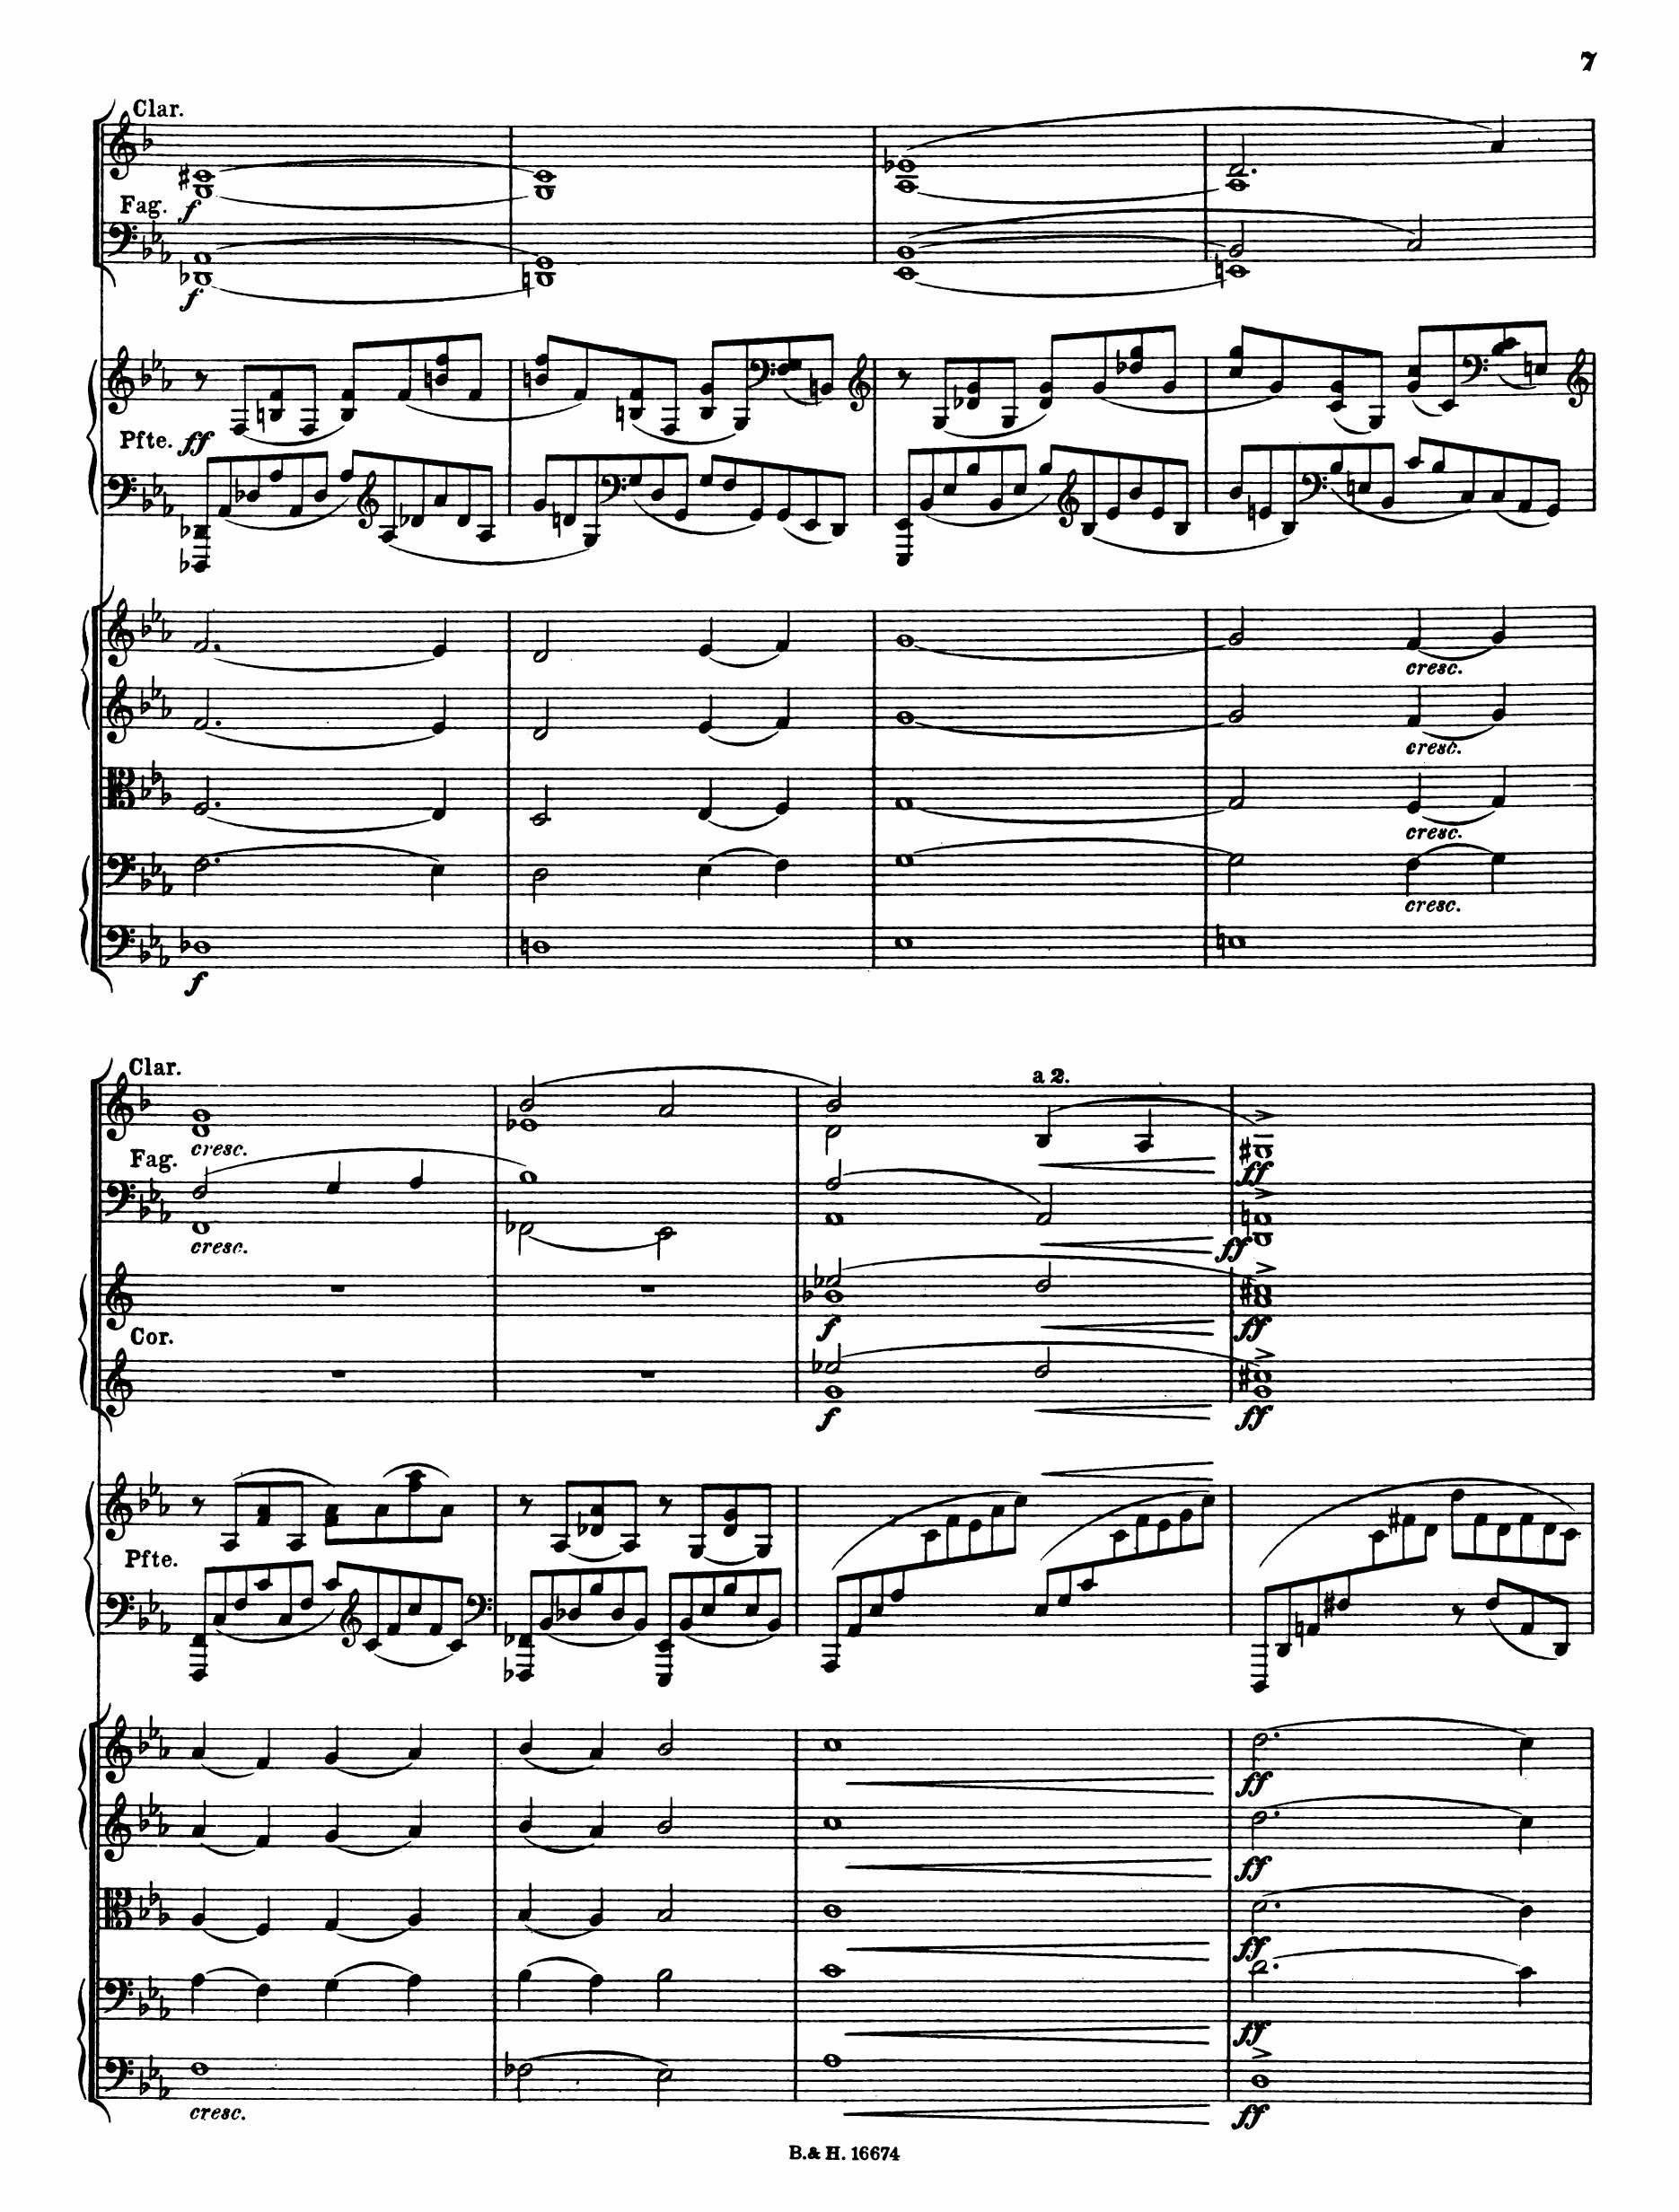 7
Clar.
f
Fag.
f
Pfte. ff
cresc.
cresc.
cresc.
cresc.
f
Clar.
a 2.
cresc.
ff
Fag.
cresc.
ff
f
ff
Cor.
f
ff
Pfte.
ff
ff
ff
ff
cresc.
ff
B. & H. 16674